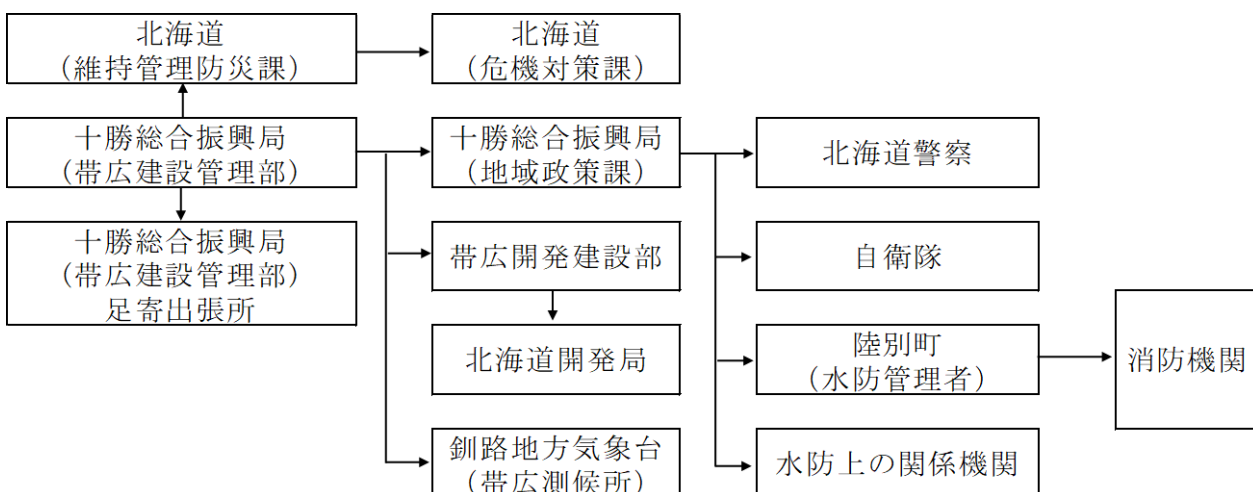 北海道
（維持管理防災課）
北海道
（危機対策課）
十勝総合振興局
（帯広建設管理部）
十勝総合振興局
（地域政策課）
北海道警察
十勝総合振興局
（帯広建設管理部）
足寄出張所
帯広開発建設部
自衛隊
北海道開発局
陸別町
（水防管理者）
消防機関
釧路地方気象台
（帯広測候所）
水防上の関係機関